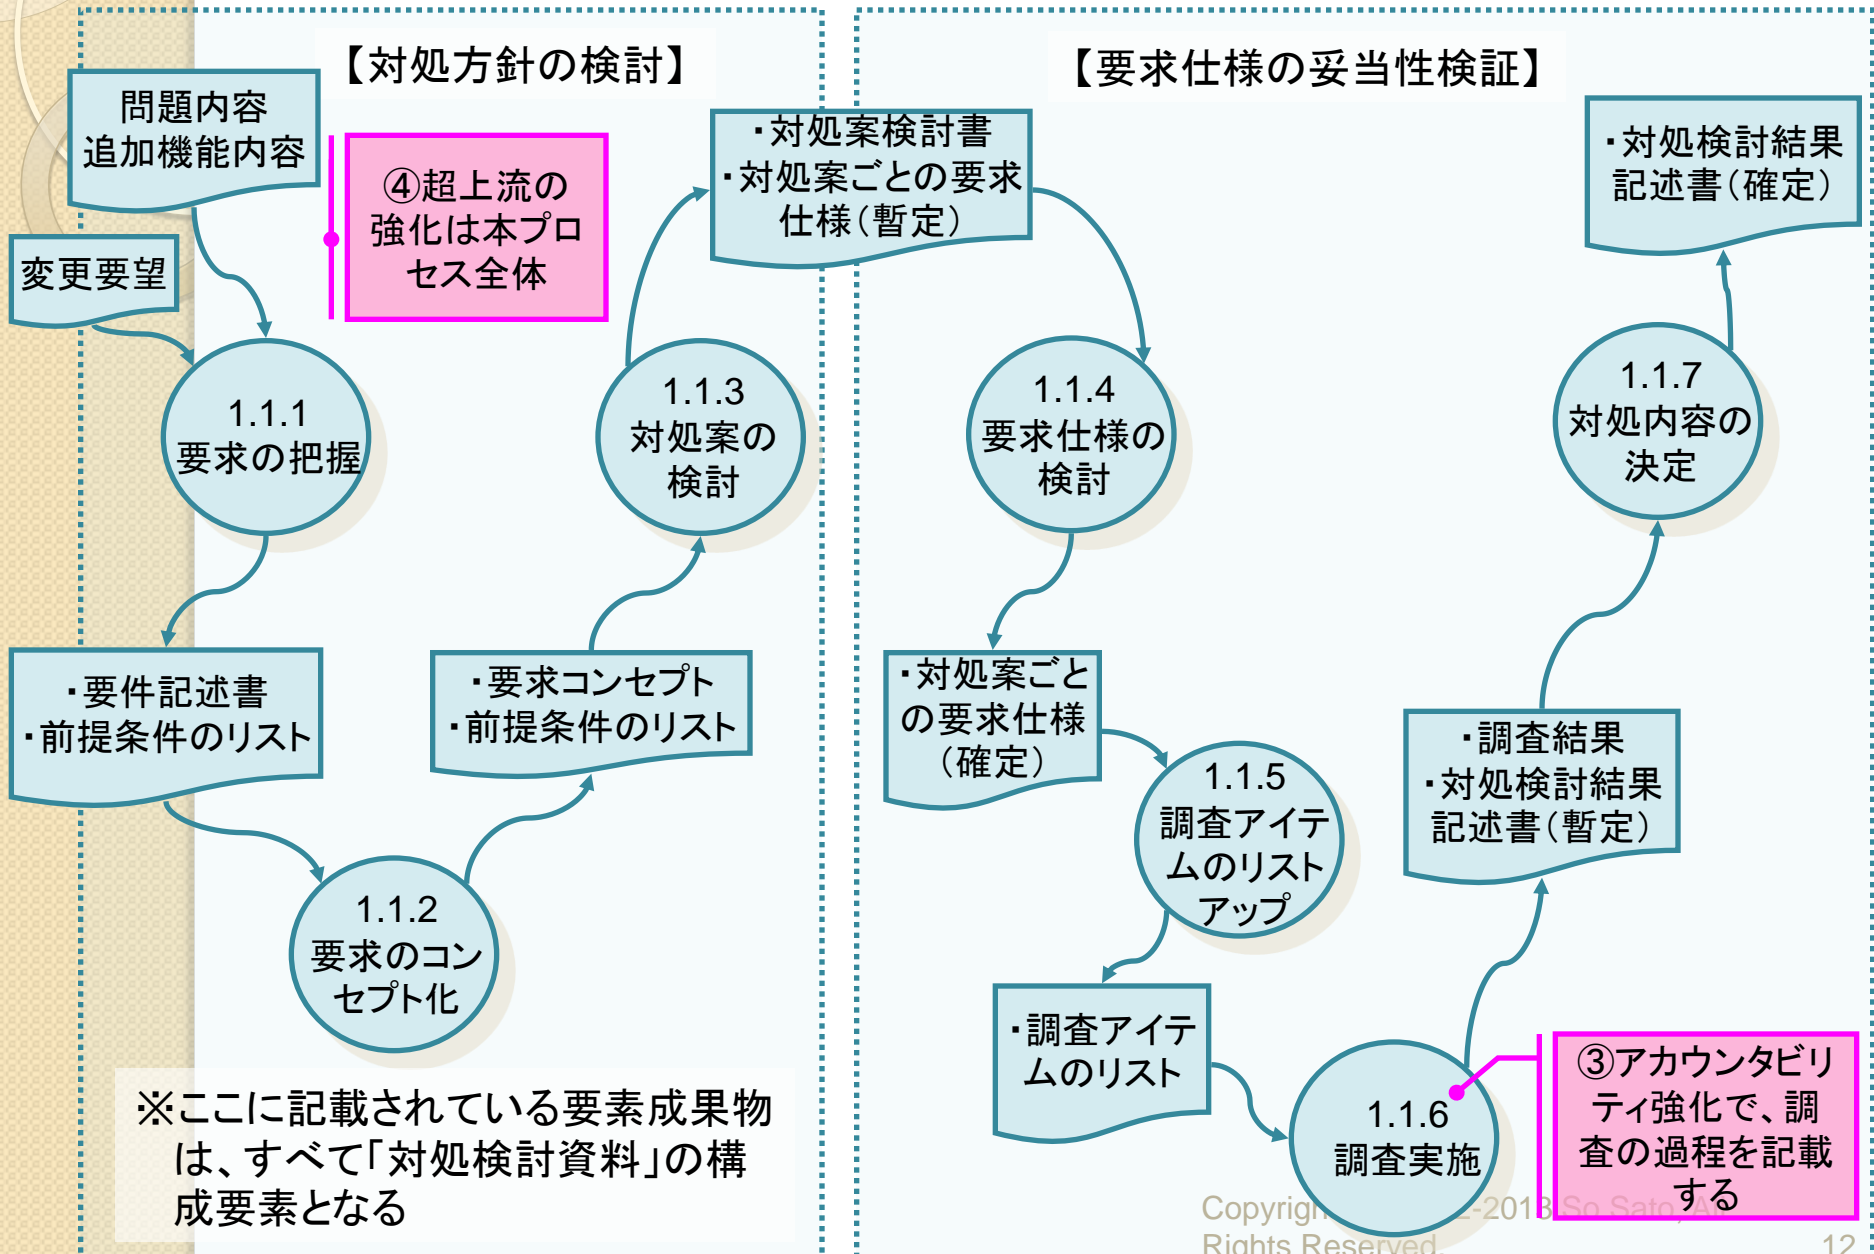 【対処方針の検討】
問題内容
追加機能内容
変更要望
④超上流の
強化は本プロ
セス全体
1.1.1
要求の把握
・要件記述書
・前提条件のリスト
1.1.2
要求のコン
セプト化
・要求コンセプト
・前提条件のリスト
1.1.3
対処案の
検討
・対処案検討書
・対処案ごとの要求
仕様（暫定）
※ここに記載されている要素成果物
は、すべて「対処検討資料」の構
成要素となる
【要求仕様の妥当性検証】
1.1.4
要求仕様の
検討
・対処案ごと
の要求仕様
（確定）
1.1.5
調査アイテ
ムのリスト
アップ
・調査アイテ
ムのリスト
1.1.6
調査実施
③アカウンタビリ
ティ強化で、調
査の過程を記載
する
・調査結果
・対処検討結果
記述書（暫定）
1.1.7
対処内容の
決定
・対処検討結果
記述書（確定）
-2013 So Sato,
Rights Reserved.
12